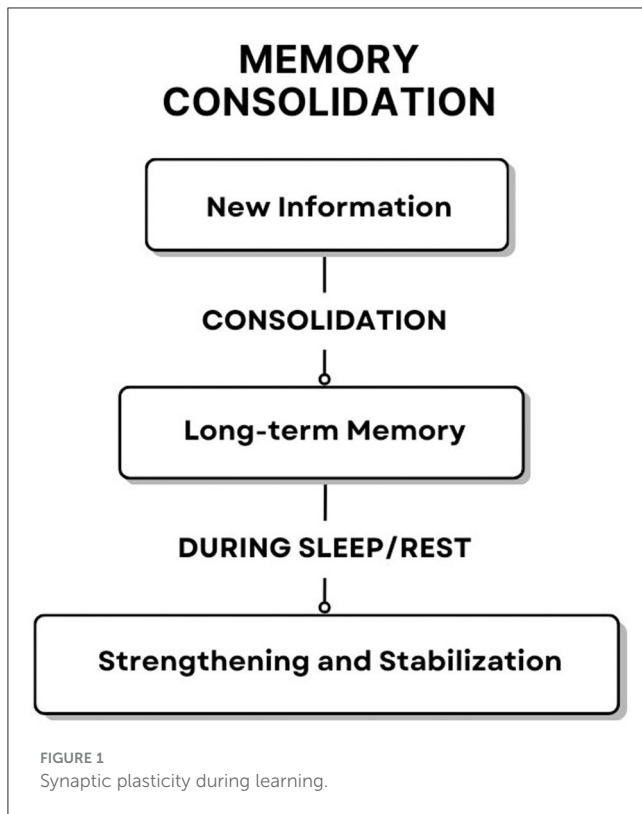 MEMORY
CONSOLIDATION
New Information
CONSOLIDATION
Long-term Memory
DURING SLEEP/REST
Strengthening and Stabilization
FIGURE 1
Synaptic plasticity during learning.